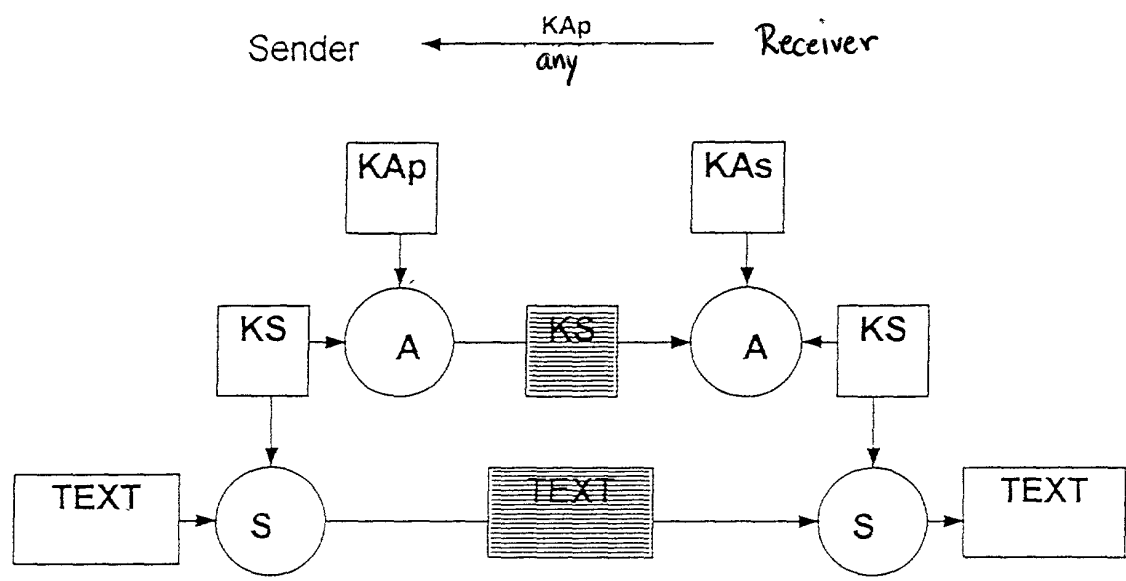 KAp
Sender Receiver
any
KAp KAs
KS A KS A KS
TEXT S TEXT S TEXT